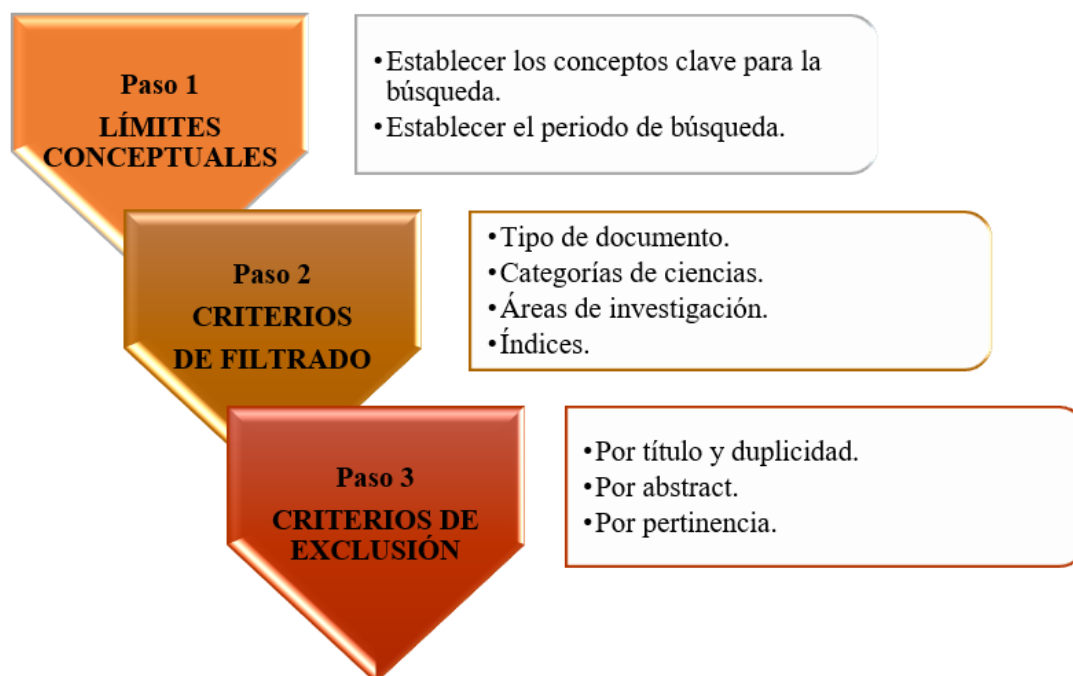 Paso 1
LÍMITES
CONCEPTUALES
•Establecer los conceptos clave para la
búsqueda.
•Establecer el periodo de búsqueda.
Paso 2
CRITERIOS
DE FILTRADO
•Tipo de documento.
•Categorías de ciencias.
•Áreas de investigación.
•Índices.
Paso 3
CRITERIOS DE
EXCLUSIÓN
•Por título y duplicidad.
•Por abstract.
•Por pertinencia.